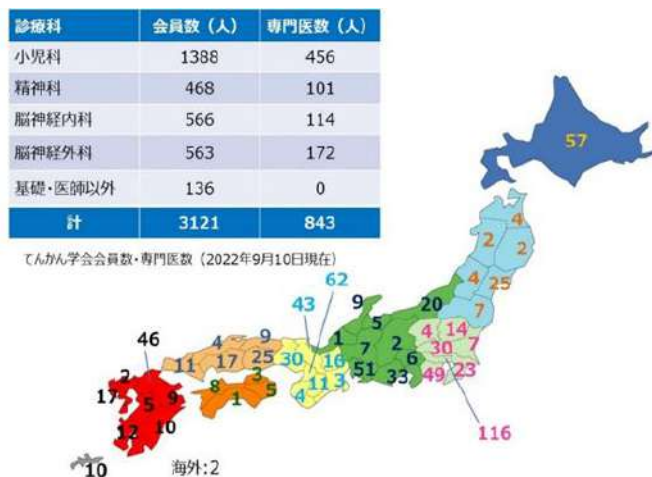 診療科 会員数（人） 専門医数（人）
小児科 1388 456
精神科 468 101
脳神経内科 566 114
脳神経外科 563 172
基礎・医師以外 136 0
計 3121 843
てんかん学会会員数・専門医数（2022年9月10日現在）
57
4
2 2
4 25
7
62
43
9
5
20
1
7 2
6
51 33
4 14 7
30
49 23
116
46
4 9
11 17 25
30 16
11 3
4
8 3
1 5
2
17 5 9
12 10
10
海外:2